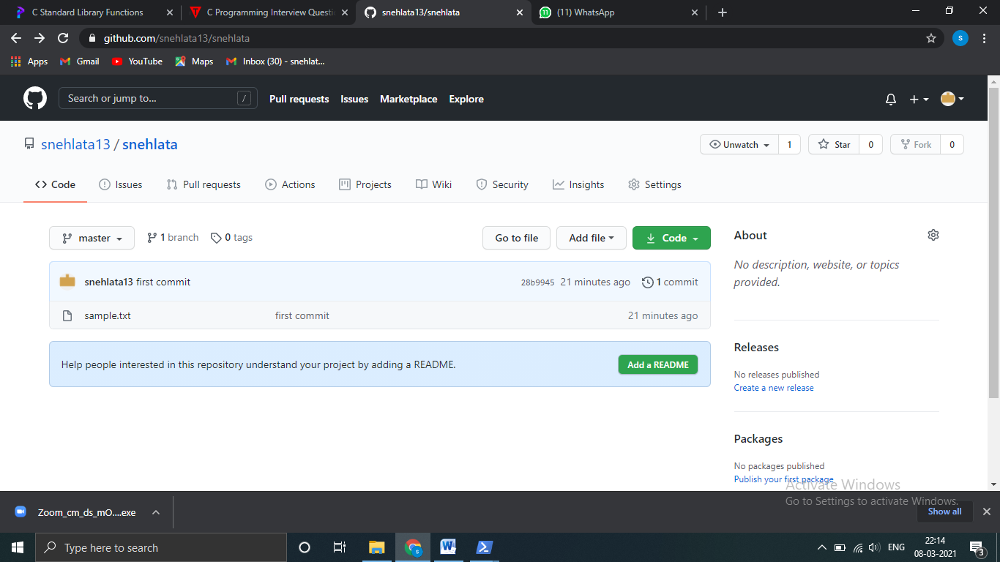 C Standard Library Functions
C Programming Interview Questi
snehlata13/snehlata
(11) WhatsApp
github.com/snehlata13/snehlata
S
Apps
Gmail
YouTube
Maps
Inbox (30) - snehlat...
Search or jump to...
/
Pull requests
Issues
Marketplace
Explore
snehlata13 / snehlata
Unwatch
1
Star
0
Fork
0
Code
Issues
Pull requests
Actions
Projects
Wiki
Security
Insights
Settings
master
1 branch
0 tags
Go to file
Add file
Code
snehlata13 first commit
28b9945 21 minutes ago
1 commit
sample.txt
first commit
21 minutes ago
Help people interested in this repository understand your project by adding a README.
Add a README
About
No description, website, or topics
provided.
Releases
No releases published
Create a new release
Packages
No packages published
Publish your first package
Activate Windows
Go to Settings to activate Windows.
Zoom_cm_ds_mO....exe
Show all
Type here to search
ENG
22:14
08-03-2021
3